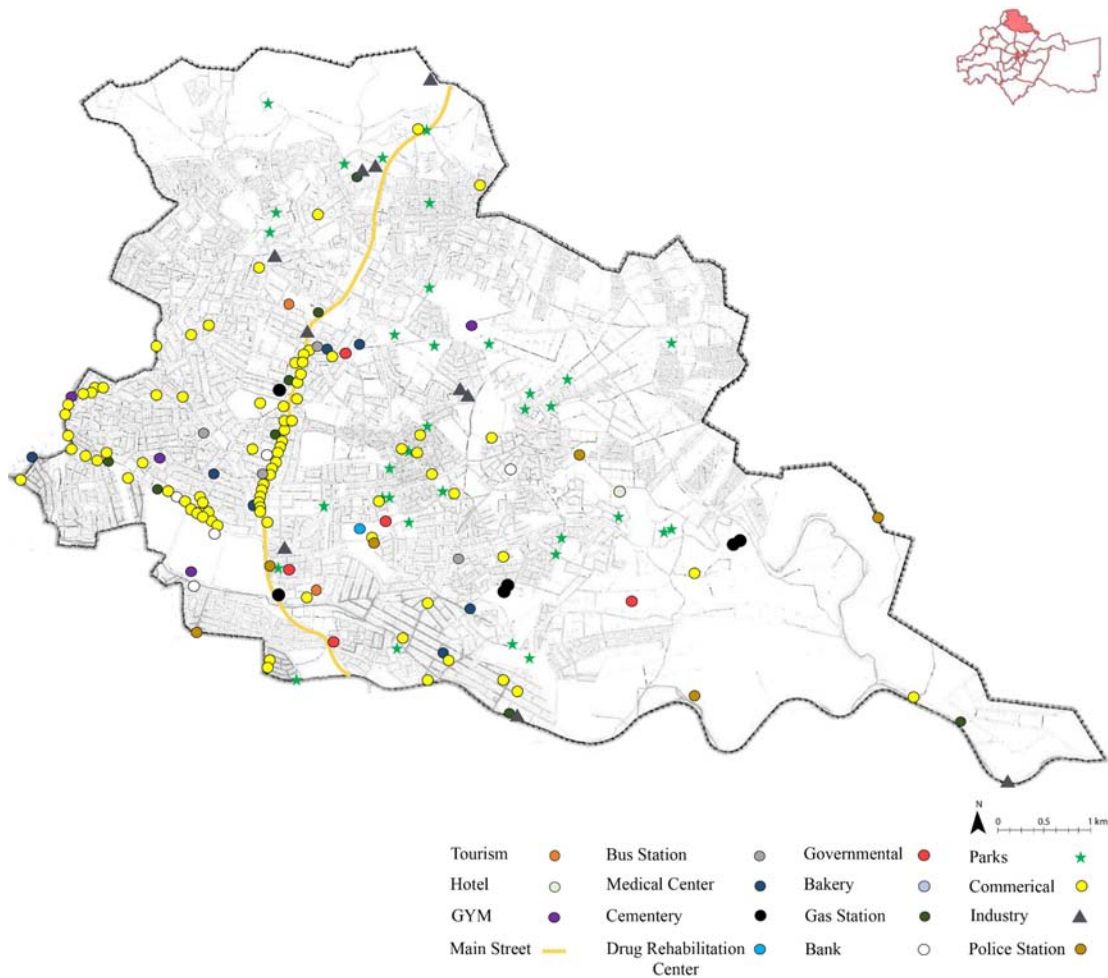 N
0 0.5 1 km
Tourism Bus Station Governmental Parks
Hotel Medical Center Bakery Commerical
GYM Cementery Gas Station Industry
Main Street Drug Rehabilitation Bank Police Station
Center